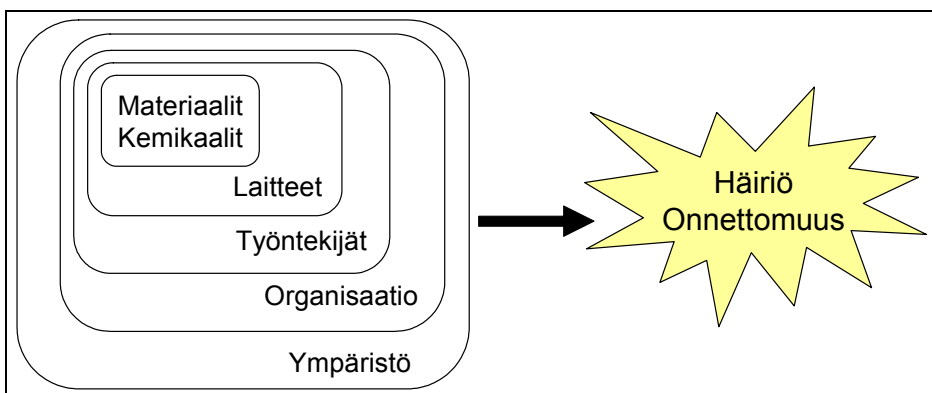 Materiaalit
Kemikaalit
Laitteet
Työntekijät
Organisaatio
Ympäristö
Häiriö
Onnettomuus